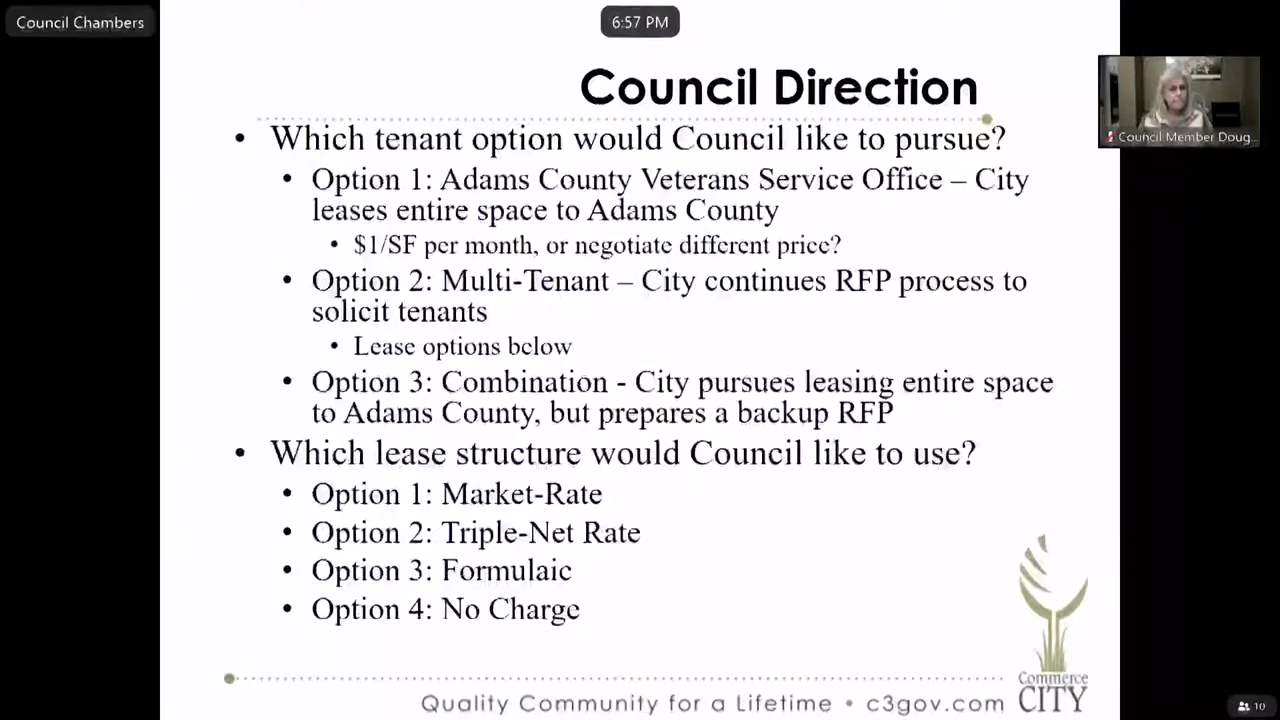 Council Chambers
6:57 PM
Council Direction
Council Member Doug...
• Which tenant option would Council like to pursue?
• Option 1: Adams County Veterans Service Office – City
leases entire space to Adams County
• $1/SF per month, or negotiate different price?
• Option 2: Multi-Tenant – City continues RFP process to
solicit tenants
• Lease options below
• Option 3: Combination - City pursues leasing entire space
to Adams County, but prepares a backup RFP
• Which lease structure would Council like to use?
• Option 1: Market-Rate
• Option 2: Triple-Net Rate
• Option 3: Formulaic
• Option 4: No Charge
Quality Community for a Lifetime • c3gov.com
Commerce
CITY
10